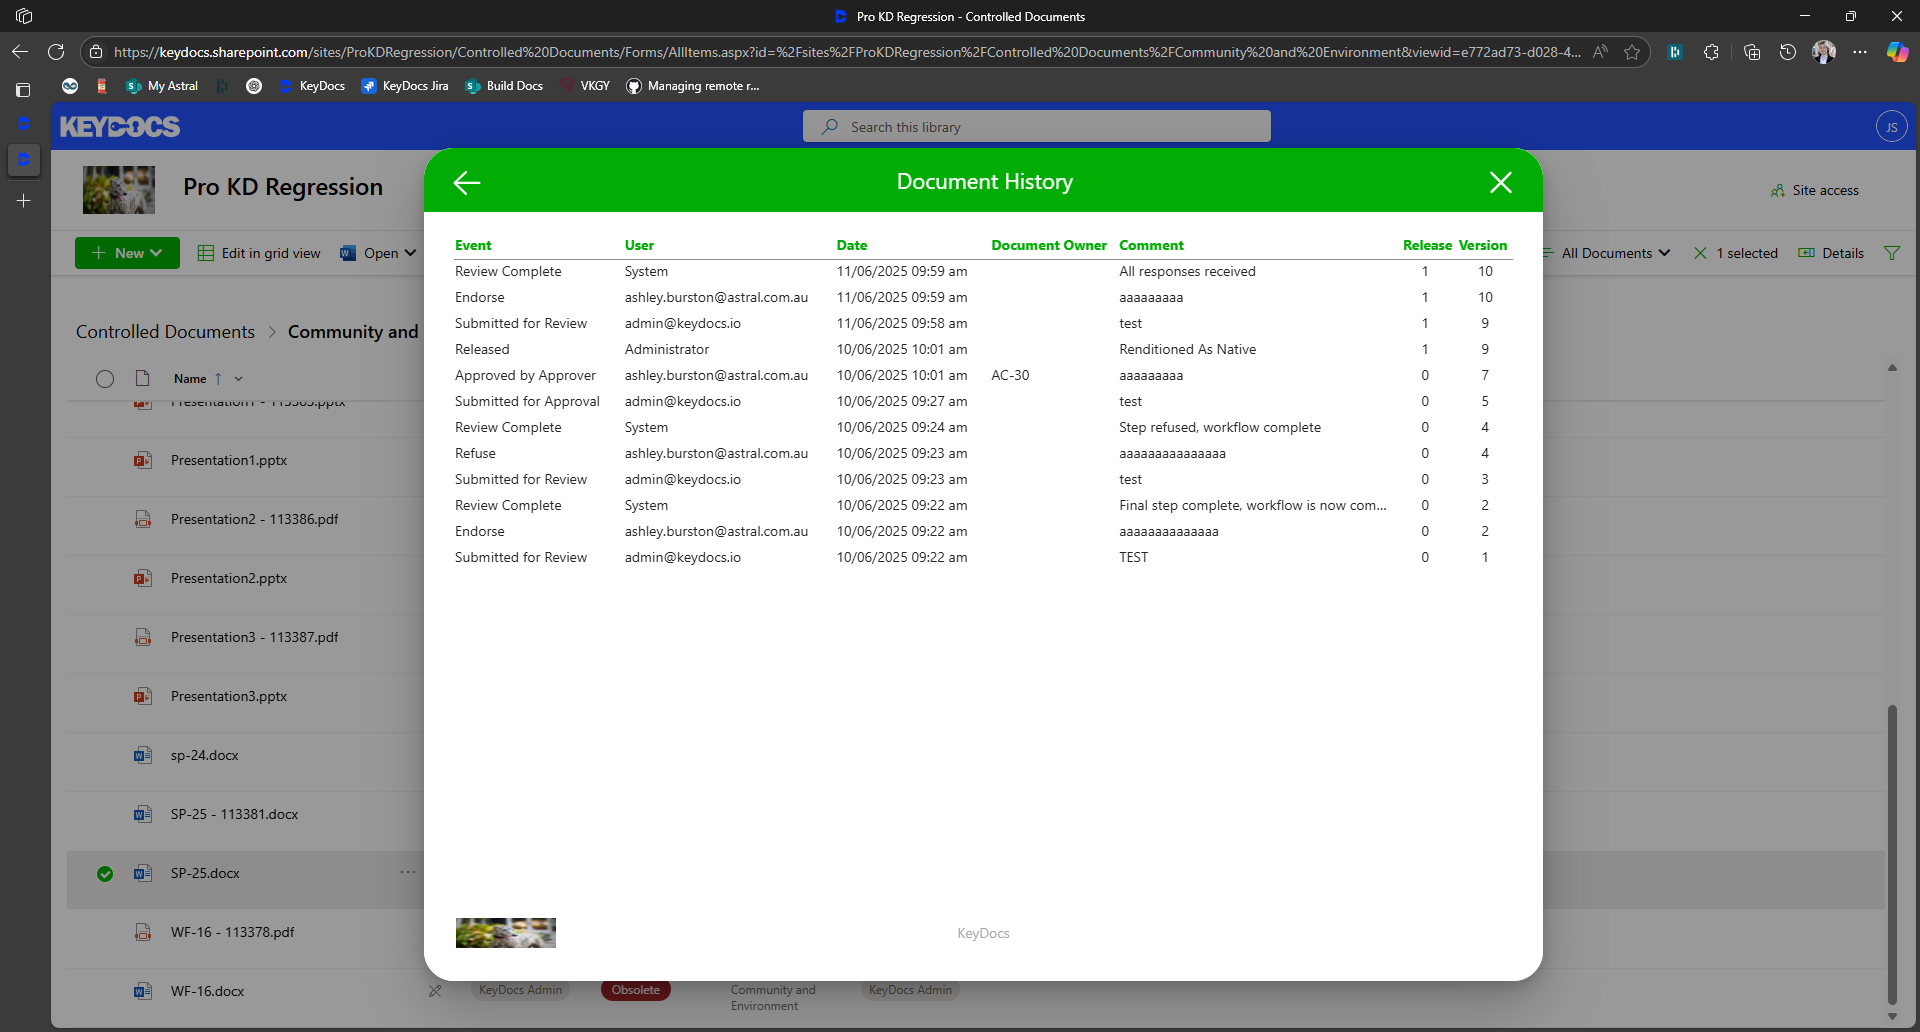 Pro KD Regression - Controlled Documents
https://keydocs.sharepoint.com/sites/ProKDRegression/Controlled%20Documents/Forms/AllItems.aspx?id=%2Fsites%2FProKDRegression%2FControlled%20Documents%2FCommunity%20and%20Environment&viewid=e772ad73-d028-4...
My Astral KeyDocs KeyDocs Jira Build Docs VKGY Managing remote r...
KEYDOCS
Search this library
JS
Pro KD Regression
Site access
New Edit in grid view Open All Documents 1 selected Details
Controlled Documents > Community and
Name
Presentation1.pptx
Presentation2 - 113386.pdf
Presentation2.pptx
Presentation3 - 113387.pdf
Presentation3.pptx
sp-24.docx
SP-25 - 113381.docx
SP-25.docx
WF-16 - 113378.pdf
WF-16.docx KeyDocs Admin Obsolete Community and Environment KeyDocs Admin
Document History
Event User Date Document Owner Comment Release Version
Review Complete System 11/06/2025 09:59 am All responses received 1 10
Endorse ashley.burston@astral.com.au 11/06/2025 09:59 am aaaaaaaaa 1 10
Submitted for Review admin@keydocs.io 11/06/2025 09:58 am test 1 9
Released Administrator 10/06/2025 10:01 am Renditioned As Native 1 9
Approved by Approver ashley.burston@astral.com.au 10/06/2025 10:01 am AC-30 aaaaaaaaa 0 7
Submitted for Approval admin@keydocs.io 10/06/2025 09:27 am test 0 5
Review Complete System 10/06/2025 09:24 am Step refused, workflow complete 0 4
Refuse ashley.burston@astral.com.au 10/06/2025 09:23 am aaaaaaaaaaaaaaa 0 4
Submitted for Review admin@keydocs.io 10/06/2025 09:23 am test 0 3
Review Complete System 10/06/2025 09:22 am Final step complete, workflow is now com... 0 2
Endorse ashley.burston@astral.com.au 10/06/2025 09:22 am aaaaaaaaaaaaaa 0 2
Submitted for Review admin@keydocs.io 10/06/2025 09:22 am TEST 0 1
KeyDocs